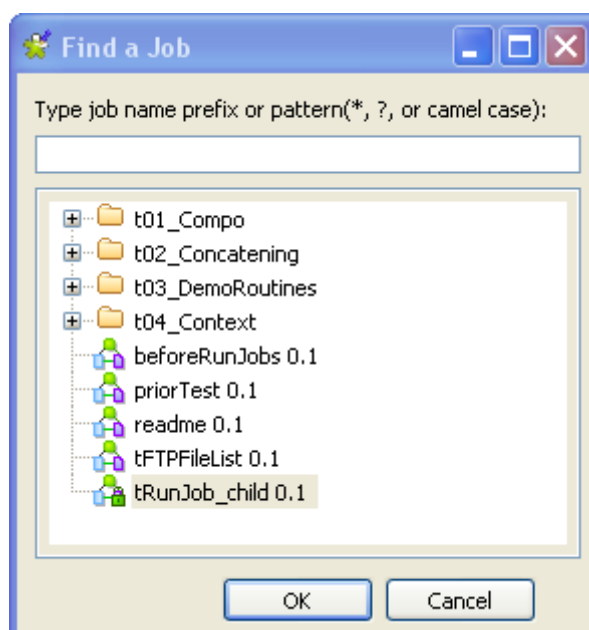 Find a Job
Type job name prefix or pattern(*, ?, or camel case):
t01_Compo
t02_Concatening
t03_DemoRoutines
t04_Context
beforeRunJobs 0.1
priorTest 0.1
readme 0.1
tFTPFileList 0.1
tRunJob_child 0.1
OK Cancel